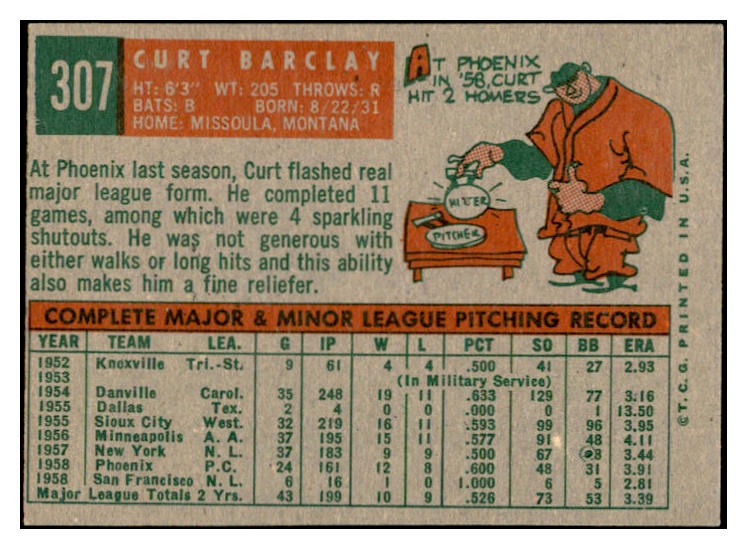 307
CURT BARCLAY
HT: 6'3" WT: 205 THROWS: R
BATS: B BORN: 8/22/31
HOME: MISSOULA, MONTANA
At Phoenix last season, Curt flashed real
major league form. He completed 11
games, among which were 4 sparkling
shutouts. He was not generous with
either walks or long hits and this ability
also makes him a fine reliefer.
AT PHOENIX
IN '58, CURT
HIT 2 HOMERS
HITTER
PITCHER
COMPLETE MAJOR & MINOR LEAGUE PITCHING RECORD
YEAR TEAM LEA. G IP W L PCT SO BB ERA
1952 Knoxville Tri.-St. 9 61 4 4 .500 41 27 2.93
1953 (In Military Service)
1954 Danville Carol. 35 248 19 11 .633 129 77 3.16
1955 Dallas Tex. 2 4 0 0 .000 0 1 13.50
1955 Sioux City West. 32 219 16 11 .593 99 96 3.95
1956 Minneapolis A. A. 37 195 15 11 .577 91 48 4.11
1957 New York N. L. 37 183 9 9 .500 67 8 3.44
1958 Phoenix P.C. 24 161 12 8 .600 48 31 3.91
1958 San Francisco N. L. 6 16 1 0 1.000 6 5 2.81
Major League Totals 2 Yrs. 43 199 10 9 .526 73 53 3.39
©T.C.G. PRINTED IN U.S.A.